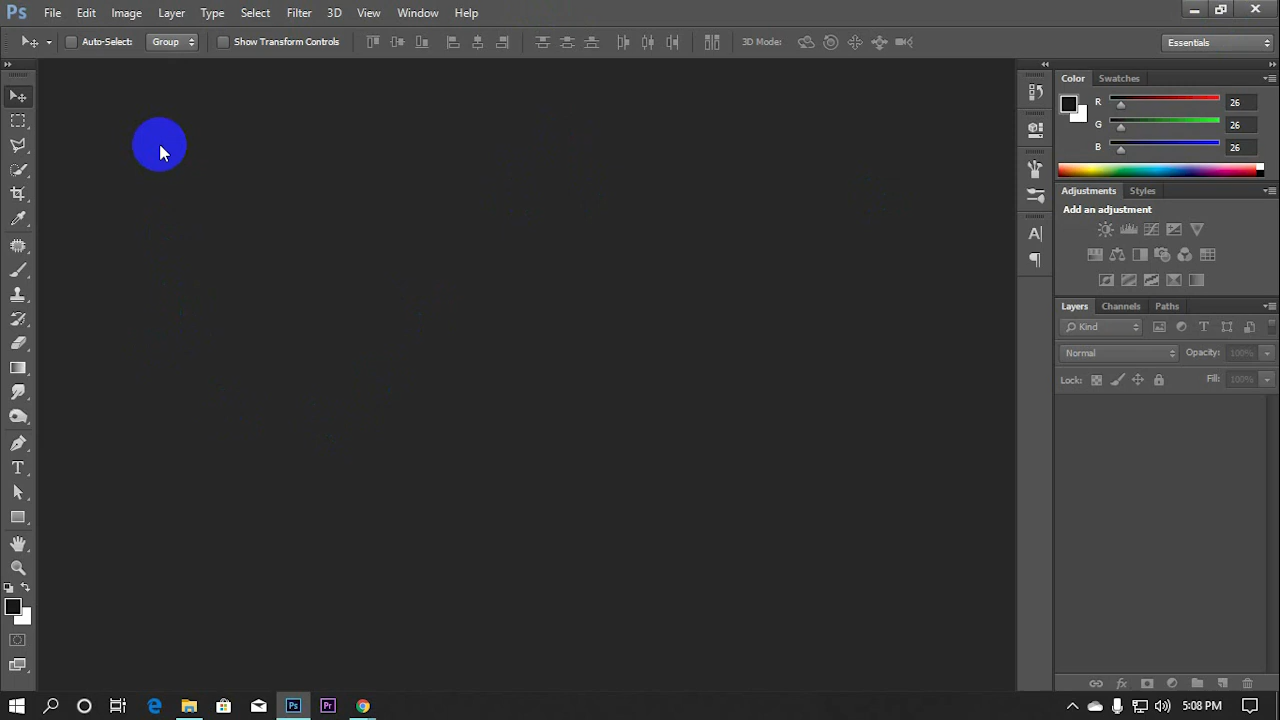 Ps File Edit Image Layer Type Select Filter 3D View Window Help
Auto-Select: Group Show Transform Controls 3D Mode: Essentials
Color Swatches
R 26
G 26
B 26
Adjustments Styles
Add an adjustment
Layers Channels Paths
Kind
Normal Opacity: 100%
Lock: Fill: 100%
Ps Pr 5:08 PM